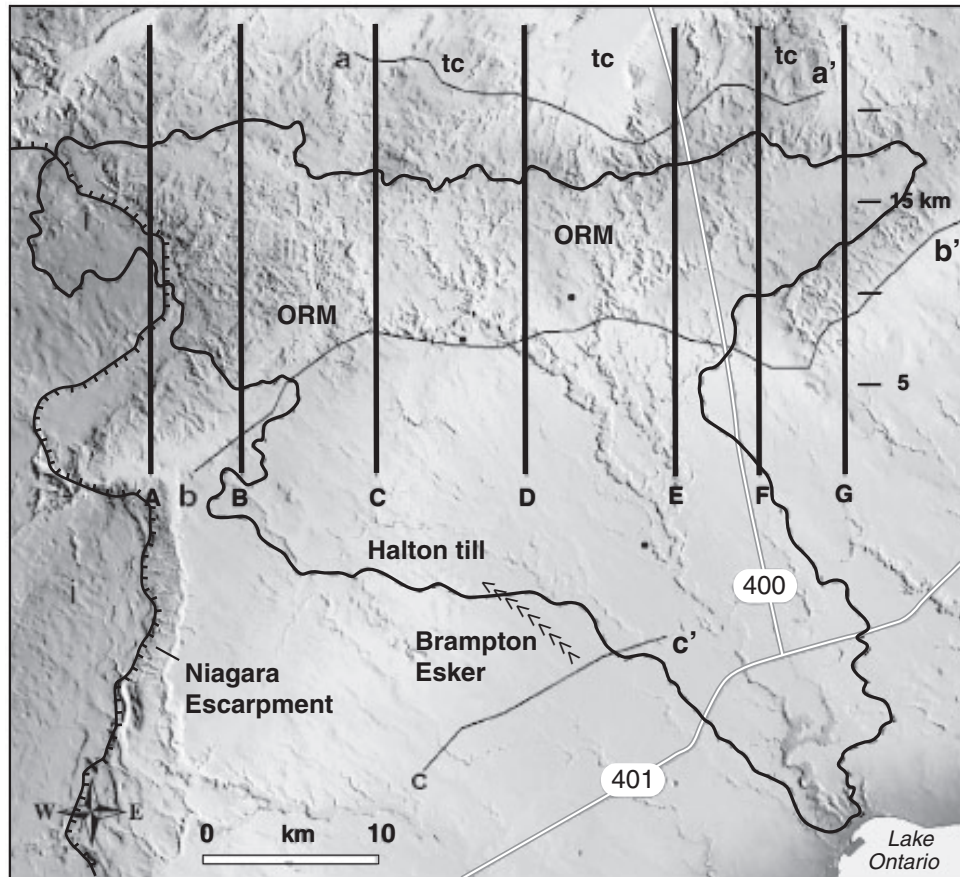 a
tc
tc
tc
a'
15 km
ORM
b'
ORM
5
A
b
B
C
D
E
F
G
Halton till
400
i
Brampton
Esker
c'
Niagara
Escarpment
c
401
W
E
0
km
10
Lake
Ontario